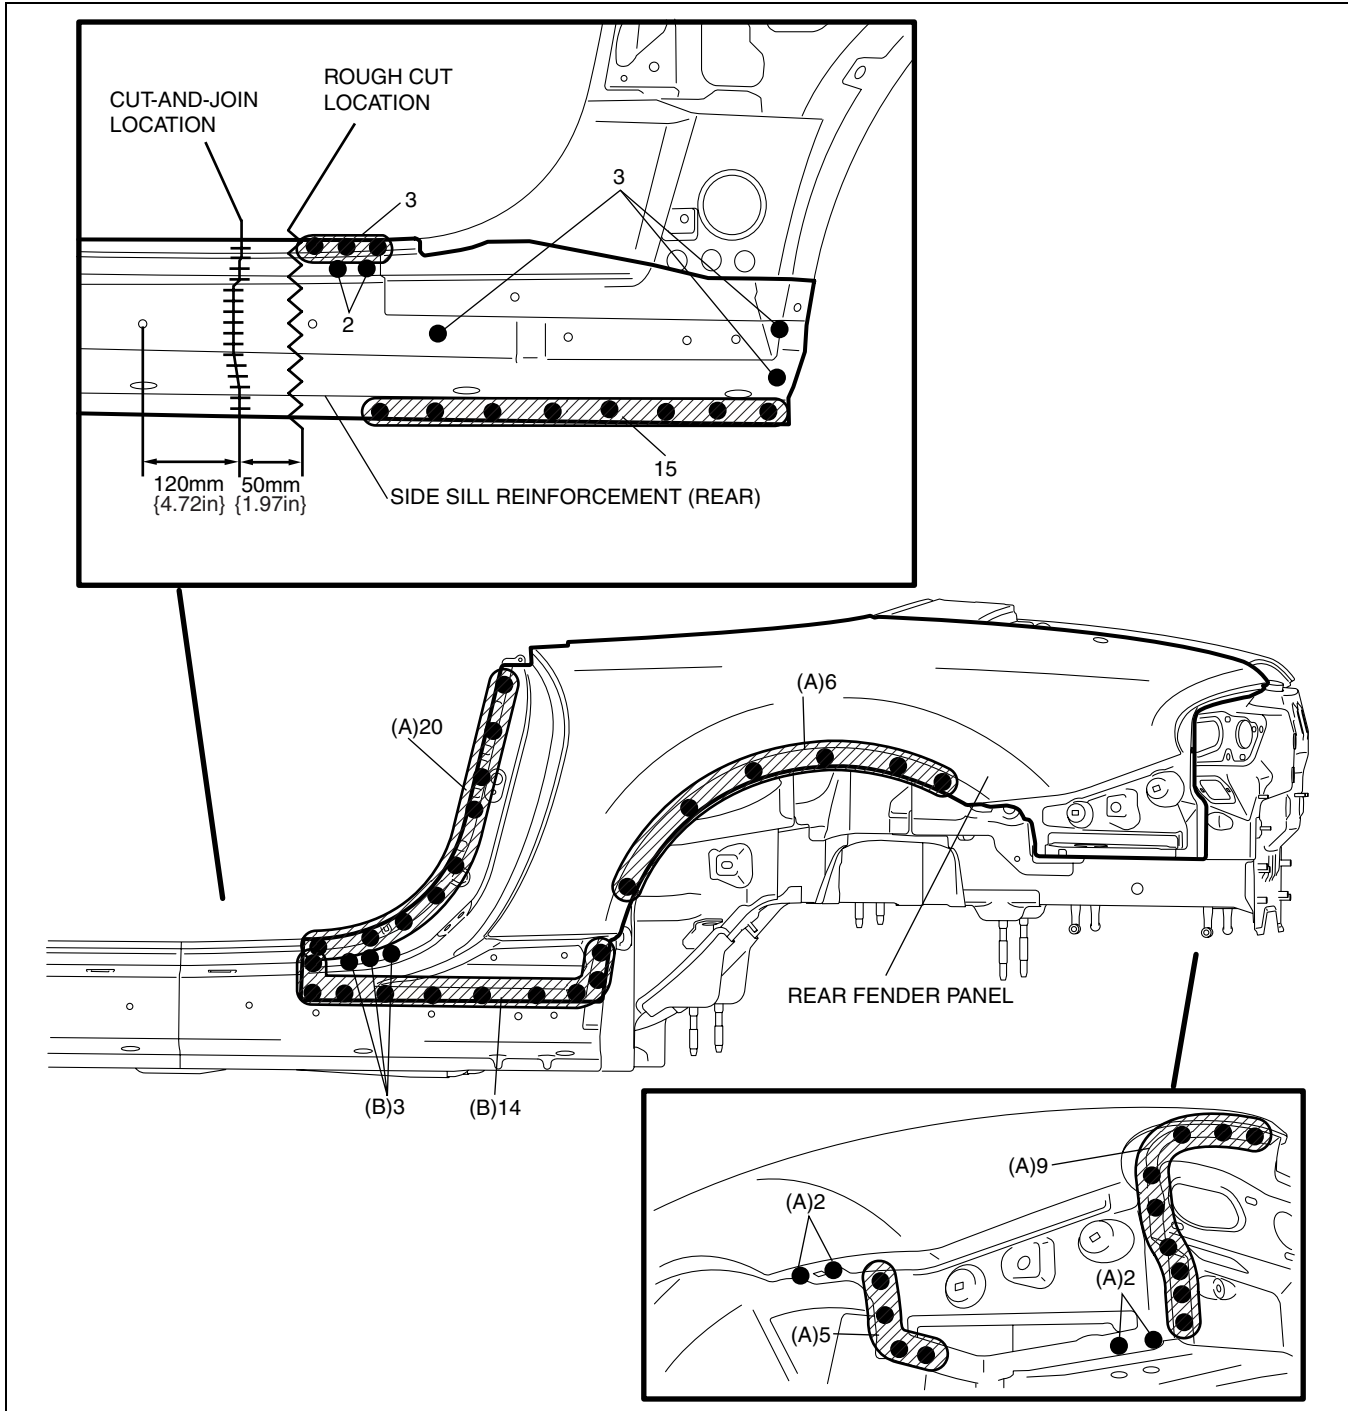 ROUGH CUT
LOCATION
CUT-AND-JOIN
LOCATION
3
3
2
15
120mm
{4.72in}
50mm
{1.97in}
SIDE SILL REINFORCEMENT (REAR)
(A)6
(A)20
REAR FENDER PANEL
(B)3
(B)14
(A)9
(A)2
(A)2
(A)5